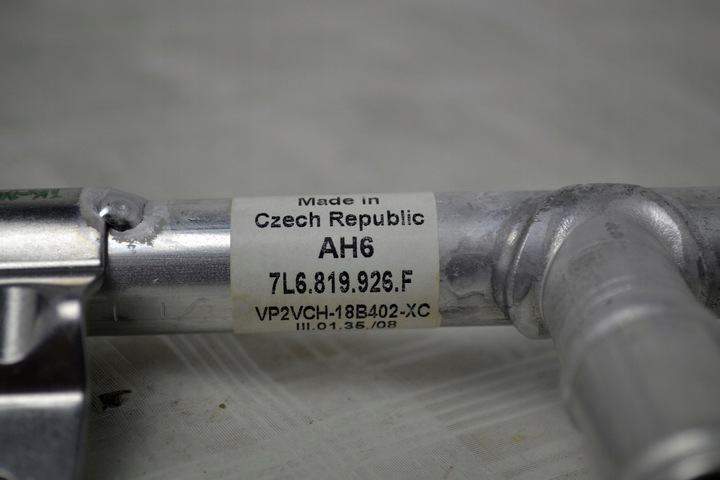 Made in
Czech Republic
AH6
7L6.819.926.F
VP2VCH-18B402-XC
III.01.35./08